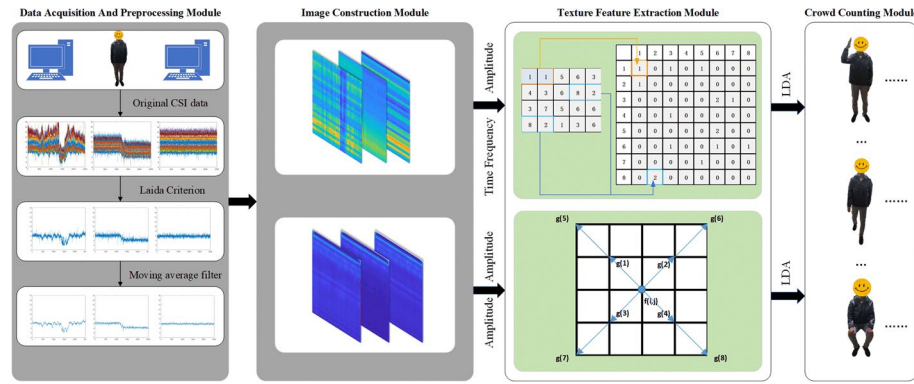 Data Acquisition And Preprocessing Module
Original CSI data
Laida Criterion
Moving average filter
Image Construction Module
Amplitude
Time Frequency
Amplitude
Amplitude
Texture Feature Extraction Module
1 1 5 6 3
4 3 6 8 2
3 7 5 6 6
8 2 1 3 6
1 2 3 4 5 6 7 8
1 1 0 1 0 1 0 0 0
2 1 0 0 0 0 0 0 0
3 0 0 0 0 0 2 1 0
4 0 0 1 0 0 0 0 0
5 0 0 0 0 0 2 0 0
6 0 0 1 0 0 1 0 1
7 0 0 0 0 1 0 0 0
8 0 2 0 0 0 0 0 0
g(5) g(6)
g(1) g(2)
f(i,j)
g(3) g(4)
g(7) g(8)
LDA
LDA
Crowd Counting Module
......
...
......
...
......